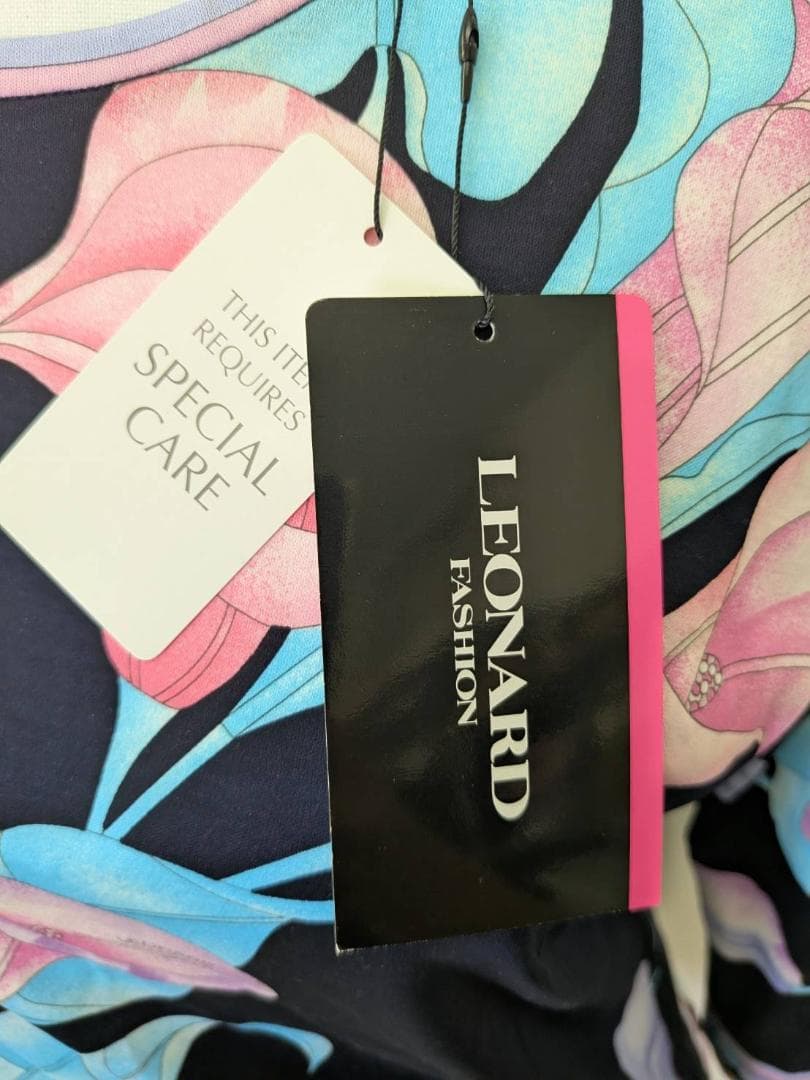 THIS ITE
REQUIRES
SPECIAL
CARE
LEONARD
FASHION